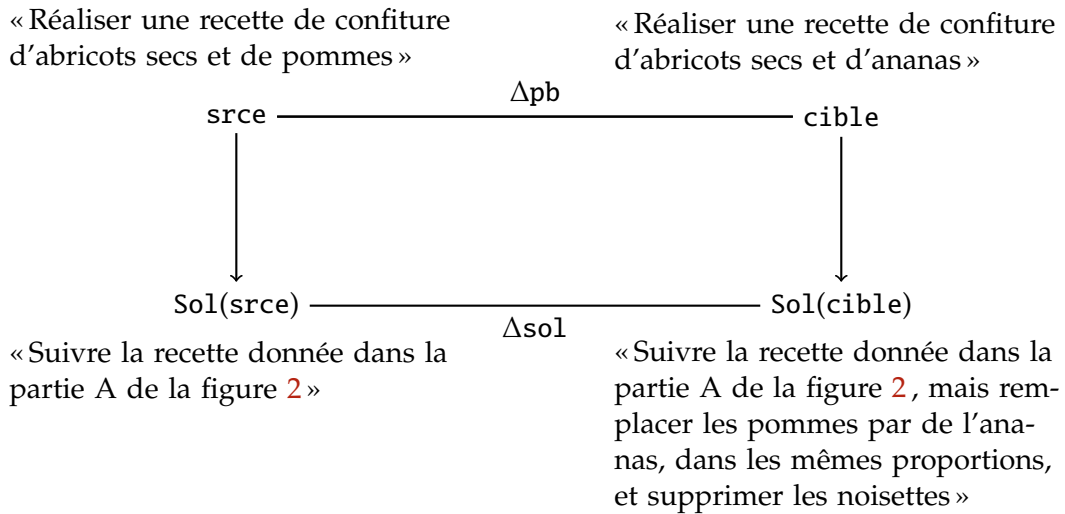 « Réaliser une recette de confiture
d'abricots secs et de pommes »
« Réaliser une recette de confiture
d'abricots secs et d'ananas »
Δpb
srce
cible
Sol(srce)
Sol(cible)
Δsol
« Suivre la recette donnée dans la
partie A de la figure 2 »
« Suivre la recette donnée dans la
partie A de la figure 2 , mais rem-
placer les pommes par de l'ana-
nas, dans les mêmes proportions,
et supprimer les noisettes »